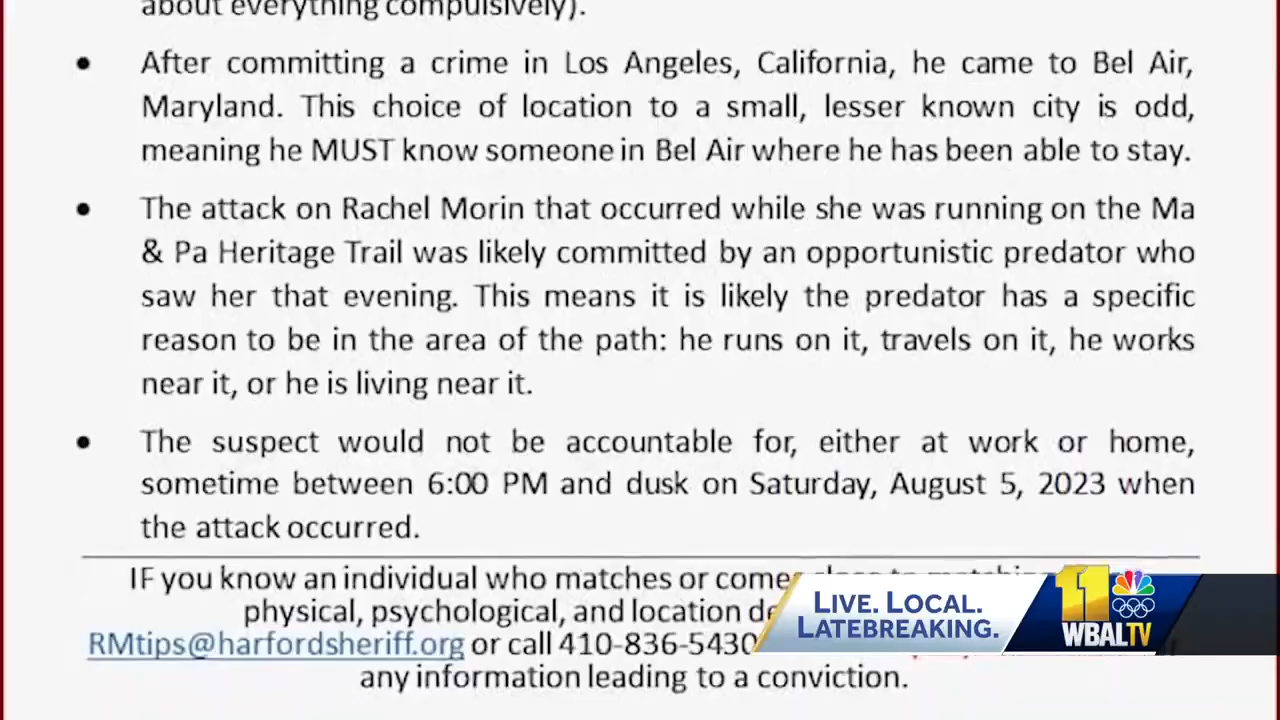 about everything compulsively).
• After committing a crime in Los Angeles, California, he came to Bel Air,
Maryland. This choice of location to a small, lesser known city is odd,
meaning he MUST know someone in Bel Air where he has been able to stay.
• The attack on Rachel Morin that occurred while she was running on the Ma
& Pa Heritage Trail was likely committed by an opportunistic predator who
saw her that evening. This means it is likely the predator has a specific
reason to be in the area of the path: he runs on it, travels on it, he works
near it, or he is living near it.
• The suspect would not be accountable for, either at work or home,
sometime between 6:00 PM and dusk on Saturday, August 5, 2023 when
the attack occurred.
IF you know an individual who matches or comes
physical, psychological, and location
RMtips@harfordsheriff.org or call 410-836-5430
any information leading to a conviction.
LIVE. LOCAL.
LATEBREAKING.
11
WBALTV